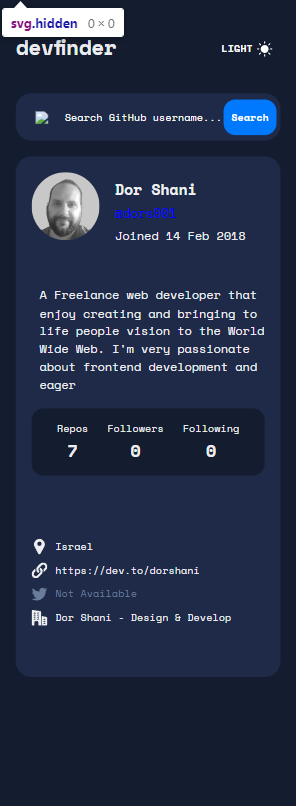 svg.hidden 0 × 0
devfinder
LIGHT
Search GitHub username...
Search
Dor Shani
Joined 14 Feb 2018
A Freelance web developer that
enjoy creating and bringing to
life people vision to the World
Wide Web. I'm very passionate
about frontend development and
eager
Repos Followers Following
7 0 0
Israel
https://dev.to/dorshani
Not Available
Dor Shani - Design & Develop